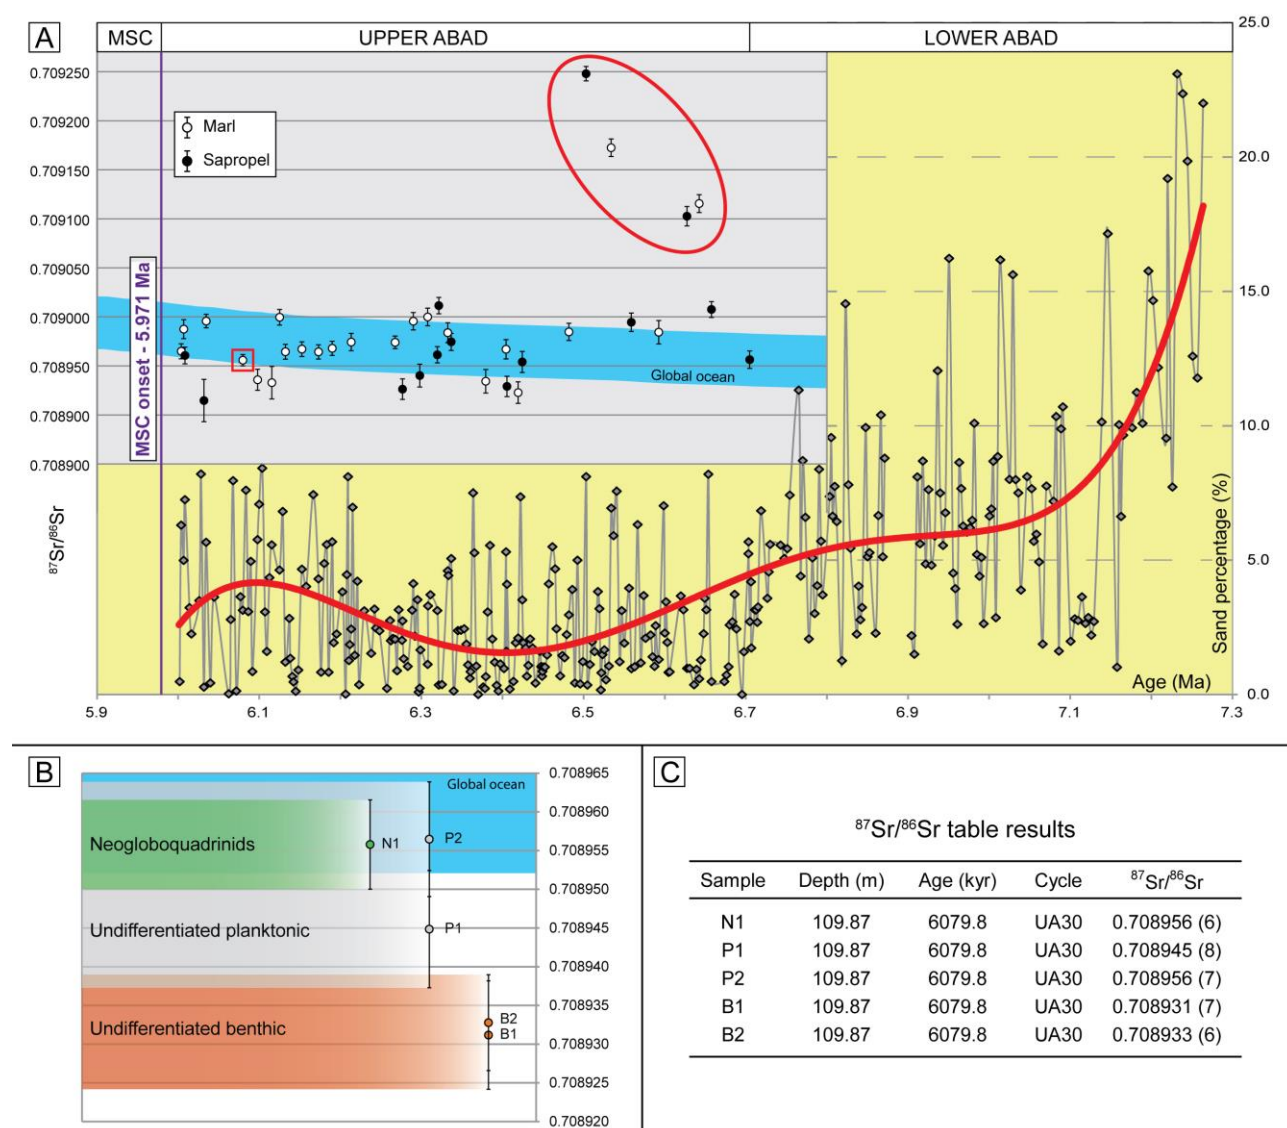 A
MSC
UPPER ABAD
LOWER ABAD
25.0
0.709250
0.709200
0.709150
0.709100
0.709050
0.709000
0.708950
0.708900
0.708900
⁸⁷Sr/⁸⁶Sr
Marl
Sapropel
MSC onset - 5.971 Ma
Global ocean
20.0
15.0
10.0
5.0
0.0
Sand percentage (%)
Age (Ma)
5.9 6.1 6.3 6.5 6.7 6.9 7.1 7.3
B
Global ocean
Neogloboquadrinids
N1
P2
Undifferentiated planktonic
P1
Undifferentiated benthic
B2
B1
0.708965
0.708960
0.708955
0.708950
0.708945
0.708940
0.708935
0.708930
0.708925
0.708920
C
⁸⁷Sr/⁸⁶Sr table results
Sample Depth (m) Age (kyr) Cycle ⁸⁷Sr/⁸⁶Sr
N1 109.87 6079.8 UA30 0.708956 (6)
P1 109.87 6079.8 UA30 0.708945 (8)
P2 109.87 6079.8 UA30 0.708956 (7)
B1 109.87 6079.8 UA30 0.708931 (7)
B2 109.87 6079.8 UA30 0.708933 (6)